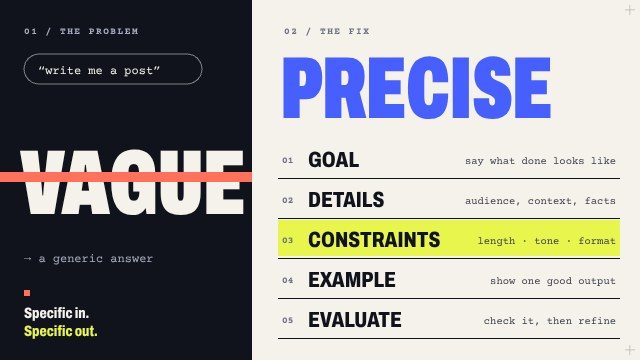 01 / THE PROBLEM
“write me a post”
VAGUE
→ a generic answer
Specific in.
Specific out.
02 / THE FIX
PRECISE
01 GOAL say what done looks like
02 DETAILS audience, context, facts
03 CONSTRAINTS length · tone · format
04 EXAMPLE show one good output
05 EVALUATE check it, then refine